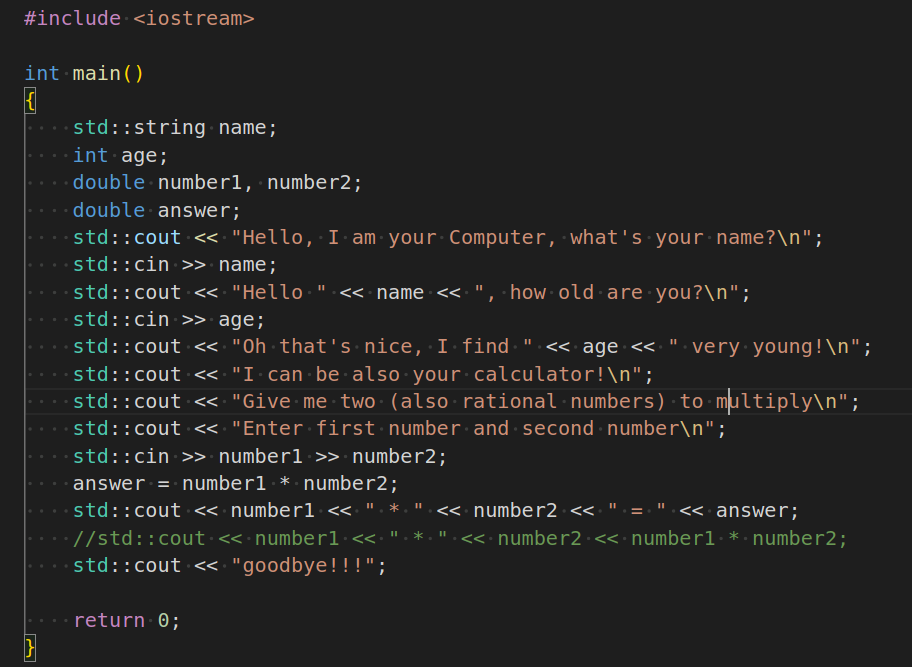 #include <iostream>

int main()
{
    std::string name;
    int age;
    double number1, number2;
    double answer;
    std::cout << "Hello, I am your Computer, what's your name?\n";
    std::cin >> name;
    std::cout << "Hello " << name << ", how old are you?\n";
    std::cin >> age;
    std::cout << "Oh that's nice, I find " << age << " very young!\n";
    std::cout << "I can be also your calculator!\n";
    std::cout << "Give me two (also rational numbers) to multiply\n";
    std::cout << "Enter first number and second number\n";
    std::cin >> number1 >> number2;
    answer = number1 * number2;
    std::cout << number1 << " * " << number2 << " = " << answer;
    //std::cout << number1 << " * " << number2 << number1 * number2;
    std::cout << "goodbye!!!";

    return 0;
}